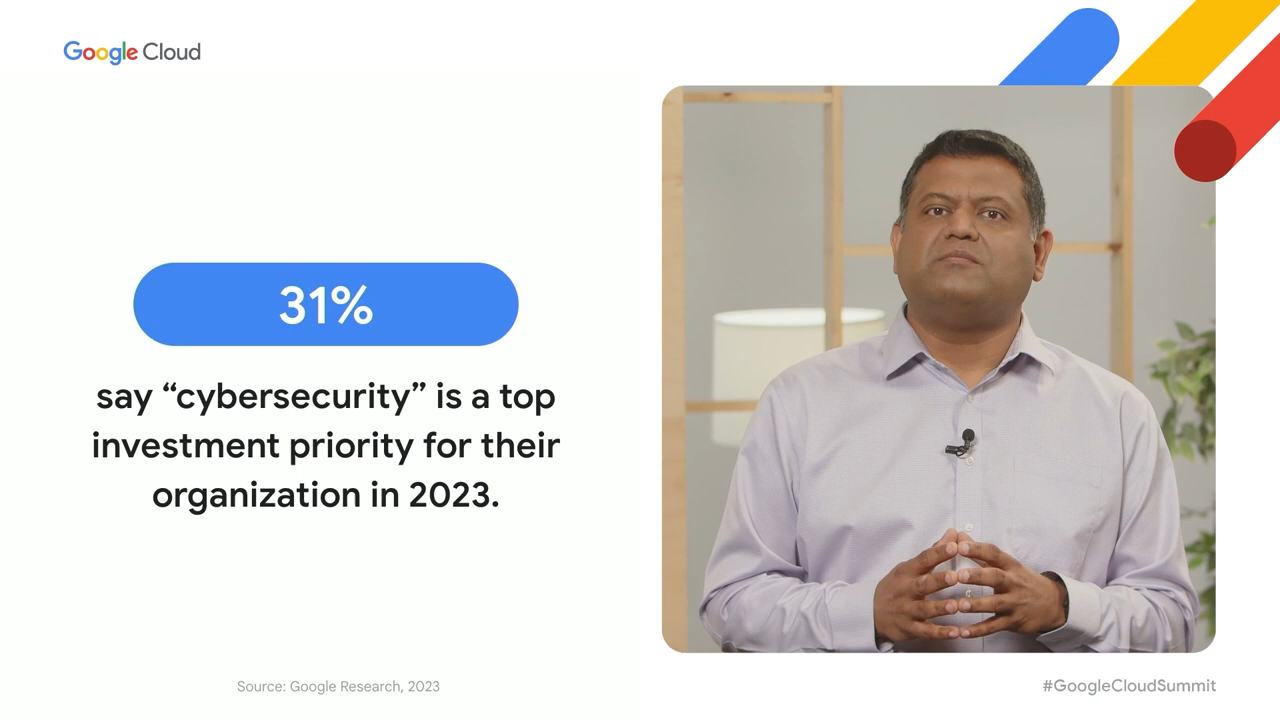 Google Cloud
31%
say “cybersecurity” is a top
investment priority for their
organization in 2023.
Source: Google Research, 2023
#GoogleCloudSummit